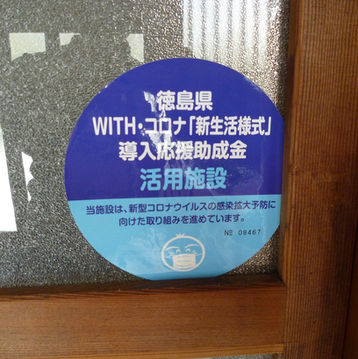 徳島県
WITH・コロナ「新生活様式」
導入応援助成金
活用施設
当施設は、新型コロナウイルスの感染拡大予防に
向けた取り組みを進めています。
№ 08467